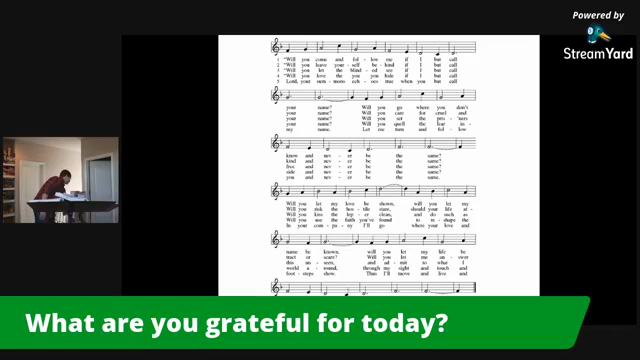 Powered by
StreamYard
1 "Will you come and fol - low me if I but call
2 "Will you leave your - self be - hind if I but call
3 "Will you let the blind - ed see if I but call
4 "Will you love the you you hide if I but call
5 Lord, your sum - mons ech - oes true when you but call
your name? Will you go where you don't
your name? Will you care for cruel and
your name? Will you set the pris - 'ners
your name? Will you quell the fear in -
my name. Let me turn and fol - low
know and nev - er be the same?
kind and nev - er be the same?
free and nev - er be the same?
side and nev - er be the same?
you and nev - er be the same.
Will you let my love be shown, will you let my
Will you risk the hos - tile stare, should your life at -
Will you kiss the lep - er clean, and do such as
Will you use the faith you've found to re - shape the
In your com - pa - ny I'll go where your love and
name be known, will you let my life be
tract or scare? Will you let me an - swer
this un - seen, and ad - mit to what I
world a - round, through my sight and touch and
foot - steps show. Thus I'll move and live and
What are you grateful for today?